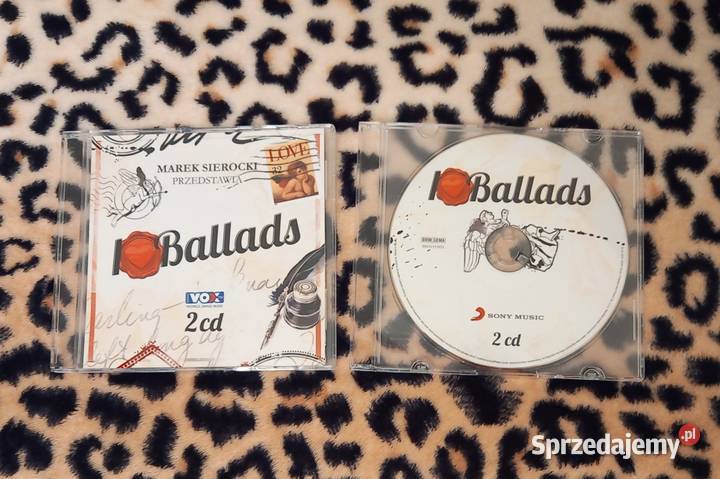 MAREK SIEROCKI
PRZEDSTAWIA
LOVE
I Ballads
VOX
2 cd
I Ballads
SONY MUSIC
2 cd
Sprzedajemy.pl